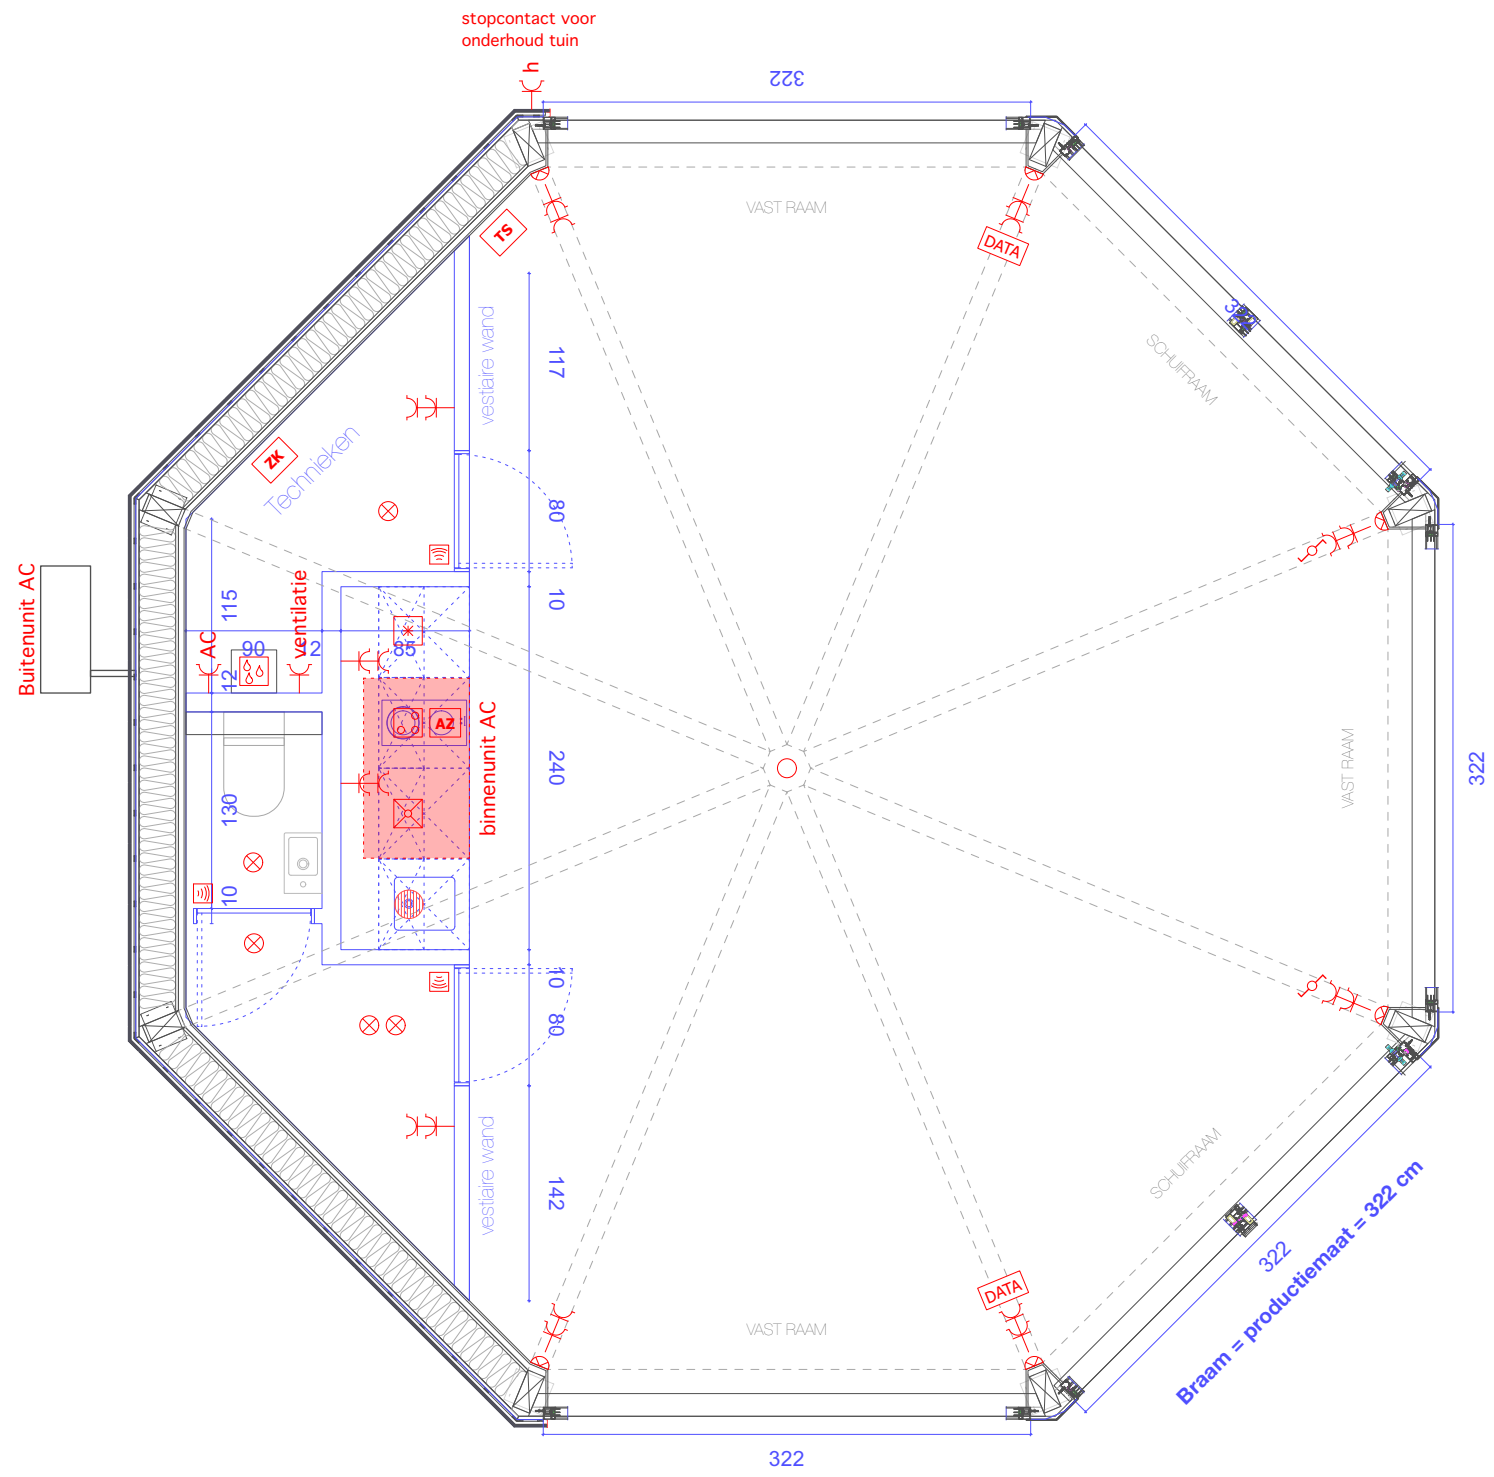 stopcontact voor
onderhoud tuin
h
322
VAST RAAM
TS
DATA
322
SCHUIFRAAM
vestiaire wand
117
ZK
Technieken
80
Buitenunit AC
115
AC
ventilatie
10
90
12
85
12
AZ
binnenunit AC
240
VAST RAAM
322
130
10
10
80
vestiaire wand
142
SCHUIFRAAM
322
Braam = productiemaat = 322 cm
DATA
VAST RAAM
322